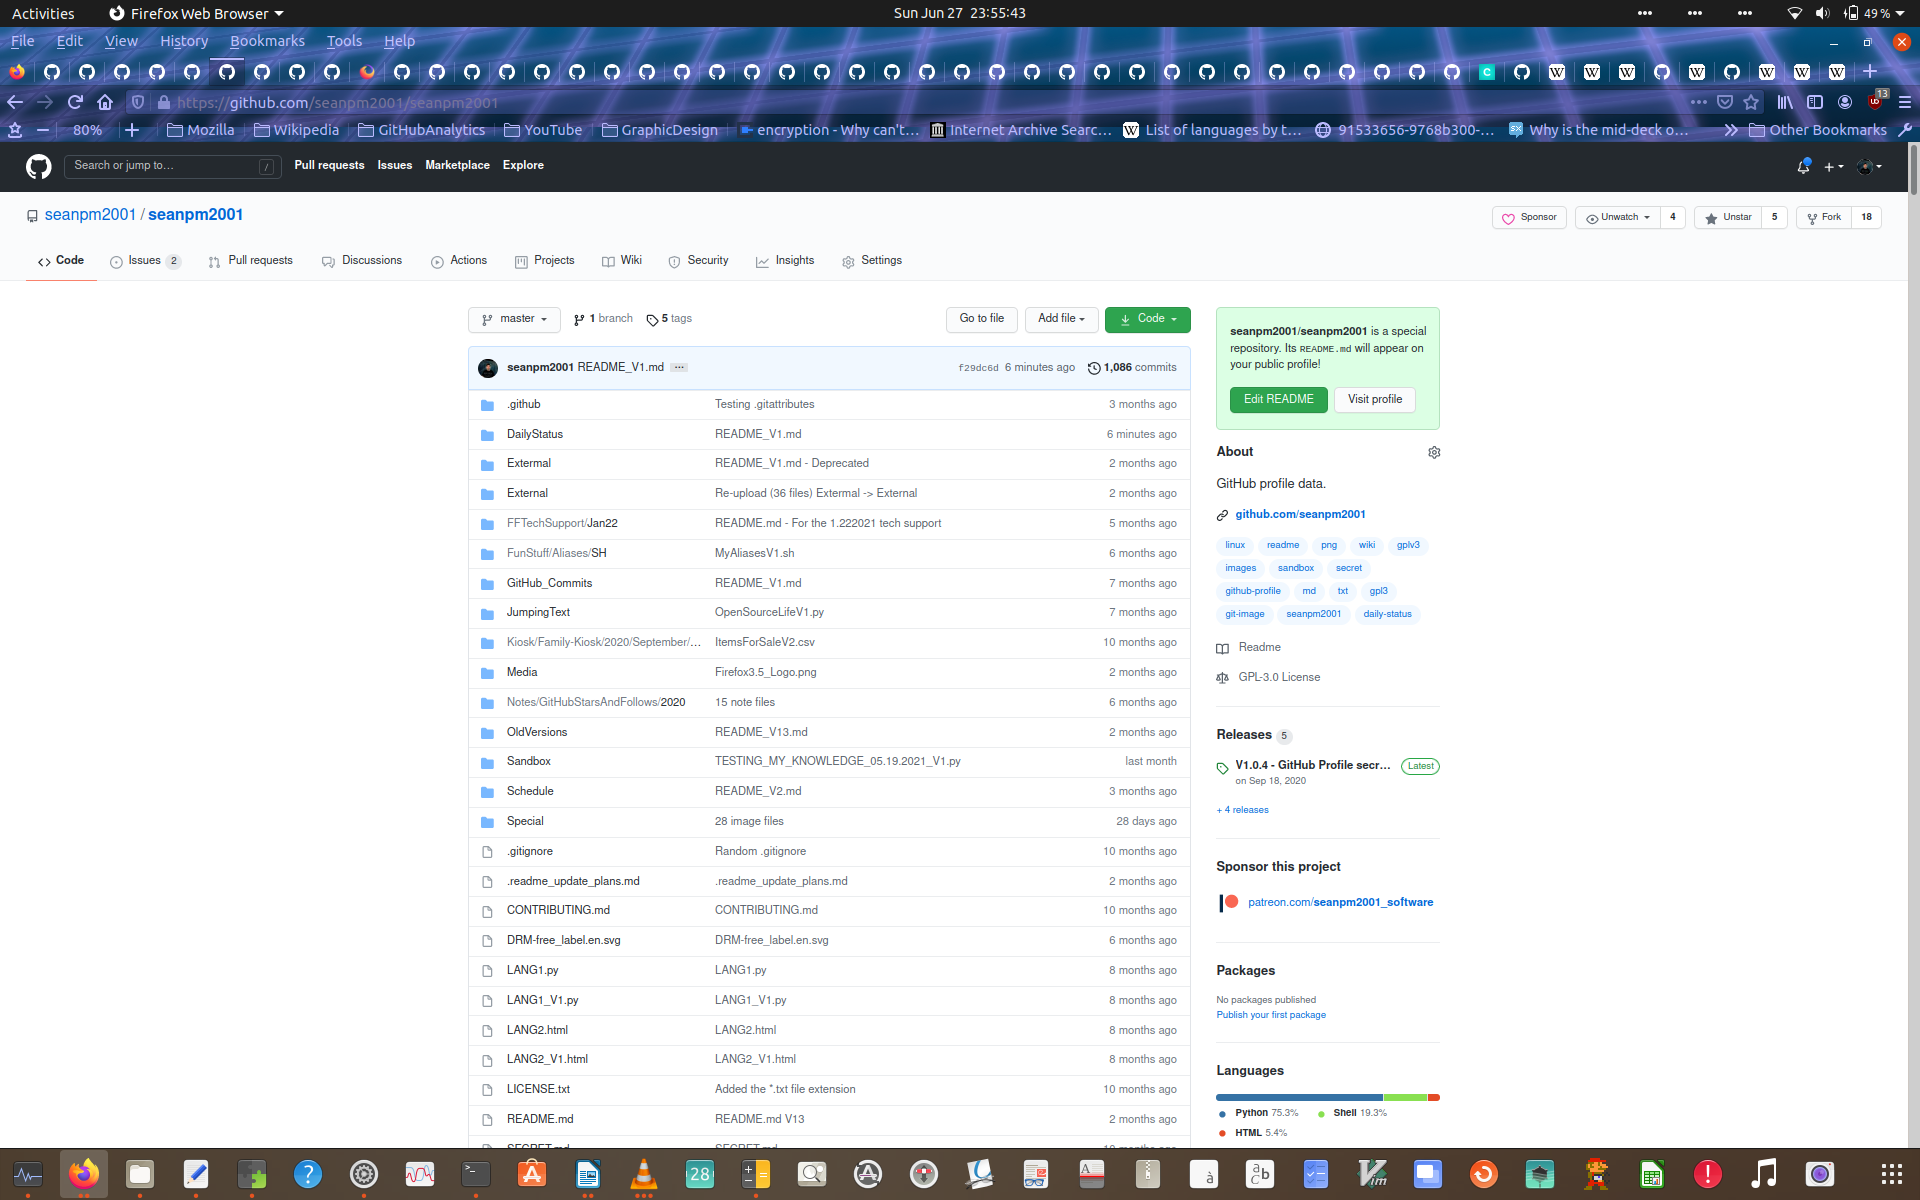 Activities Firefox Web Browser Sun Jun 27 23:55:43 49 %
File Edit View History Bookmarks Tools Help
https://github.com/seanpm2001/seanpm2001 13
80% Mozilla Wikipedia GitHubAnalytics YouTube GraphicDesign encryption - Why can't… Internet Archive Searc… List of languages by t… 91533656-9768b300-… Why is the mid-deck o… Other Bookmarks
Search or jump to… / Pull requests Issues Marketplace Explore
seanpm2001 / seanpm2001 Sponsor Unwatch 4 Unstar 5 Fork 18
Code Issues 2 Pull requests Discussions Actions Projects Wiki Security Insights Settings
master 1 branch 5 tags Go to file Add file Code
seanpm2001 README_V1.md … f29dc6d 6 minutes ago 1,086 commits
.github Testing .gitattributes 3 months ago
DailyStatus README_V1.md 6 minutes ago
Extermal README_V1.md - Deprecated 2 months ago
External Re-upload (36 files) Extermal -> External 2 months ago
FFTechSupport/Jan22 README.md - For the 1.222021 tech support 5 months ago
FunStuff/Aliases/SH MyAliasesV1.sh 6 months ago
GitHub_Commits README_V1.md 7 months ago
JumpingText OpenSourceLifeV1.py 7 months ago
Kiosk/Family-Kiosk/2020/September/… ItemsForSaleV2.csv 10 months ago
Media Firefox3.5_Logo.png 2 months ago
Notes/GitHubStarsAndFollows/2020 15 note files 6 months ago
OldVersions README_V13.md 2 months ago
Sandbox TESTING_MY_KNOWLEDGE_05.19.2021_V1.py last month
Schedule README_V2.md 3 months ago
Special 28 image files 28 days ago
.gitignore Random .gitignore 10 months ago
.readme_update_plans.md .readme_update_plans.md 2 months ago
CONTRIBUTING.md CONTRIBUTING.md 10 months ago
DRM-free_label.en.svg DRM-free_label.en.svg 6 months ago
LANG1.py LANG1.py 8 months ago
LANG1_V1.py LANG1_V1.py 8 months ago
LANG2.html LANG2.html 8 months ago
LANG2_V1.html LANG2_V1.html 8 months ago
LICENSE.txt Added the *.txt file extension 10 months ago
README.md README.md V13 2 months ago
SECRET.md SECRET.md 10 months ago
seanpm2001/seanpm2001 is a special
repository. Its README.md will appear on
your public profile!
Edit README Visit profile
About
GitHub profile data.
github.com/seanpm2001
linux readme png wiki gplv3
images sandbox secret
github-profile md txt gpl3
git-image seanpm2001 daily-status
Readme
GPL-3.0 License
Releases 5
V1.0.4 - GitHub Profile secr… Latest
on Sep 18, 2020
+ 4 releases
Sponsor this project
patreon.com/seanpm2001_software
Packages
No packages published
Publish your first package
Languages
Python 75.3% Shell 19.3%
HTML 5.4%
28